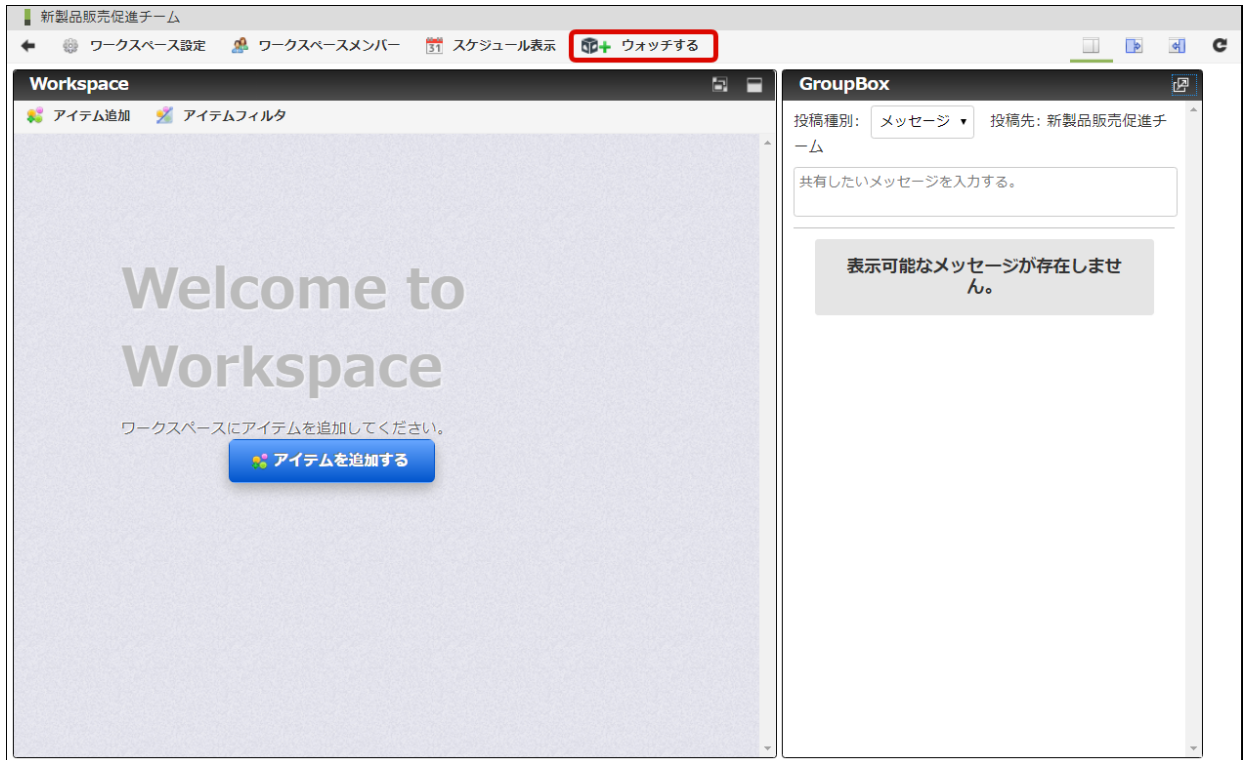 新製品販売促進チーム
ワークスペース設定 ワークスペースメンバー 31 スケジュール表示 ウォッチする
Workspace
アイテム追加 アイテムフィルタ
Welcome to
Workspace
ワークスペースにアイテムを追加してください。
アイテムを追加する
GroupBox
投稿種別: メッセージ 投稿先: 新製品販売促進チ
ーム
共有したいメッセージを入力する。
表示可能なメッセージが存在しませ
ん。